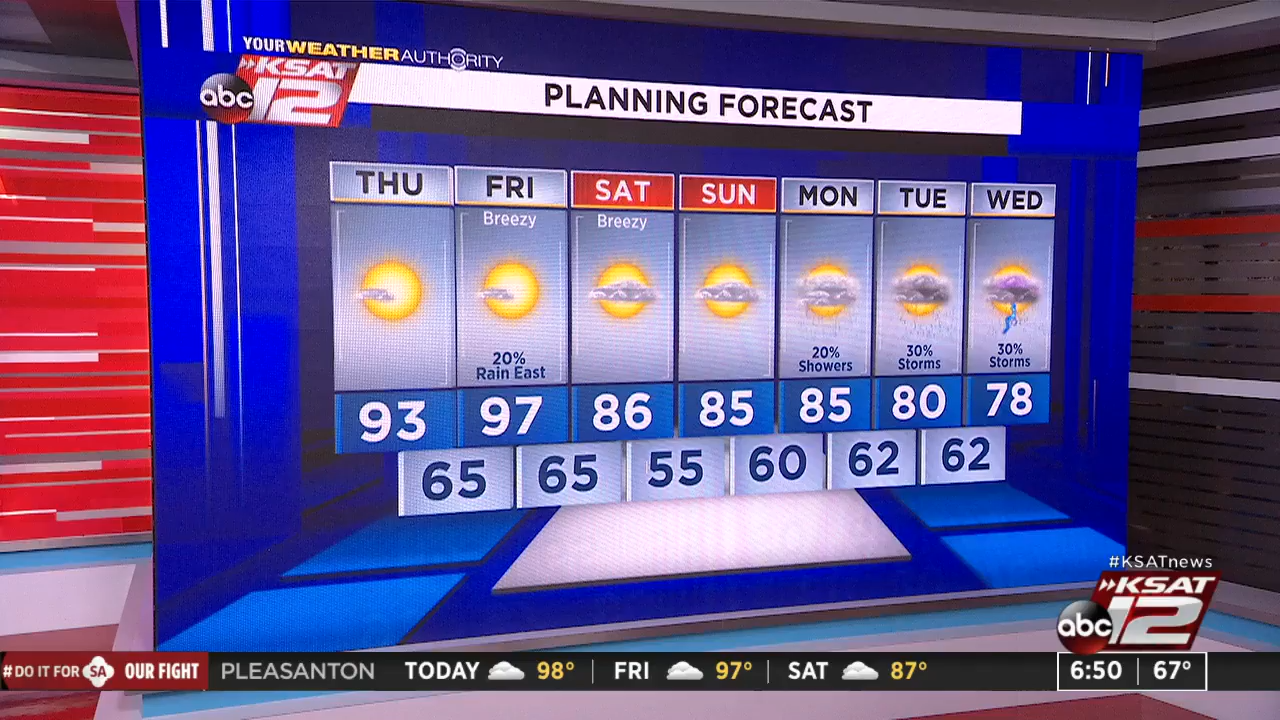 YOURWEATHERAUTHORITY
KSAT
abc 12
PLANNING FORECAST
THU FRI SAT SUN MON TUE WED
Breezy Breezy
20% Rain East
20% Showers
30% Storms
30% Storms
93 97 86 85 85 80 78
65 65 55 60 62 62
#KSATnews
KSAT
abc 12
#DO IT FOR SA OUR FIGHT PLEASANTON TODAY 98° FRI 97° SAT 87° 6:50 67°